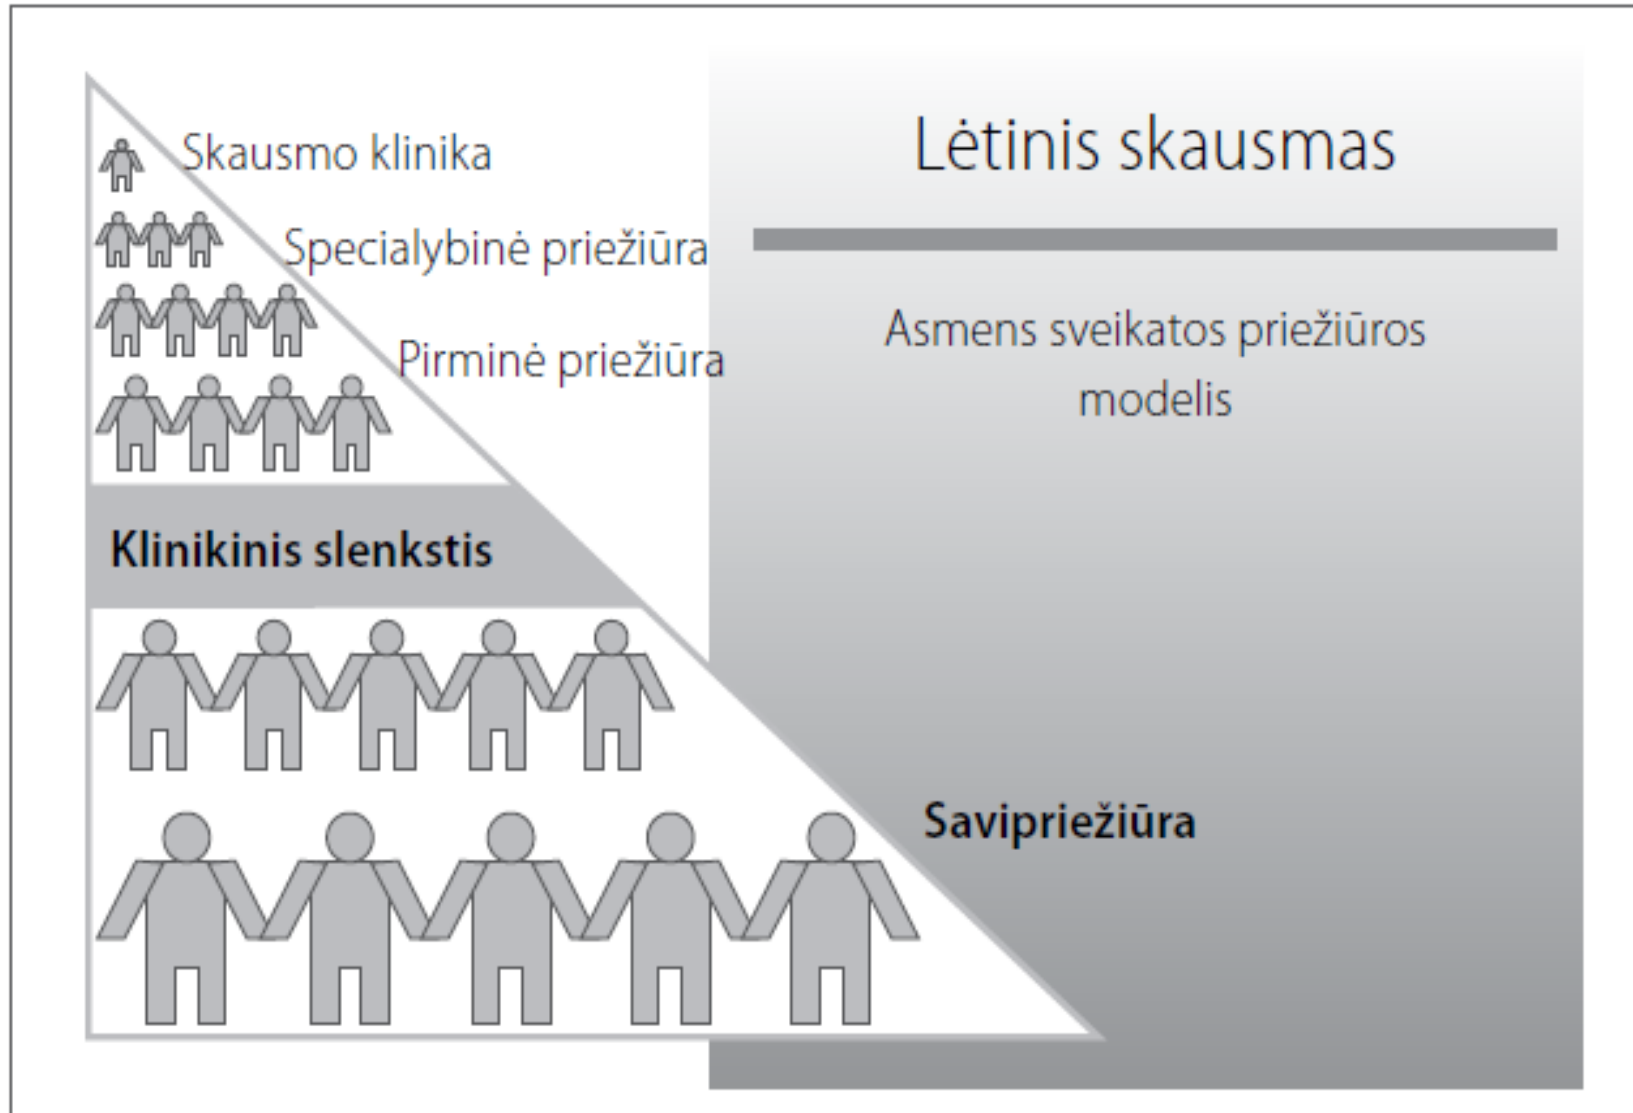 Skausmo klinika
Specialybinė priežiūra
Pirminė priežiūra
Klinikinis slenkstis
Lėtinis skausmas
Asmens sveikatos priežiūros
modelis
Savipriežiūra